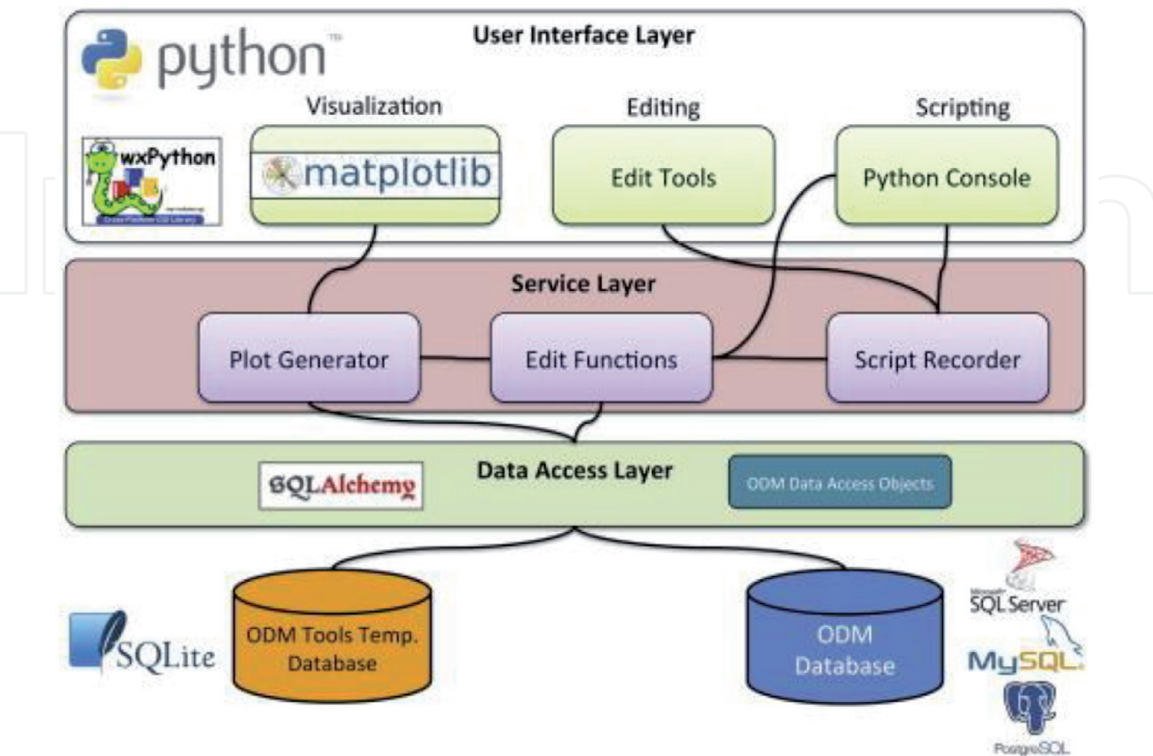 User Interface Layer
python™
Visualization
Editing
Scripting
wxPython
matplotlib
Edit Tools
Python Console
Service Layer
Plot Generator
Edit Functions
Script Recorder
Data Access Layer
SQLAlchemy
ODM Data Access Objects
SQLite
ODM Tools Temp.
Database
ODM
Database
Microsoft
SQL Server
MySQL
PostgreSQL